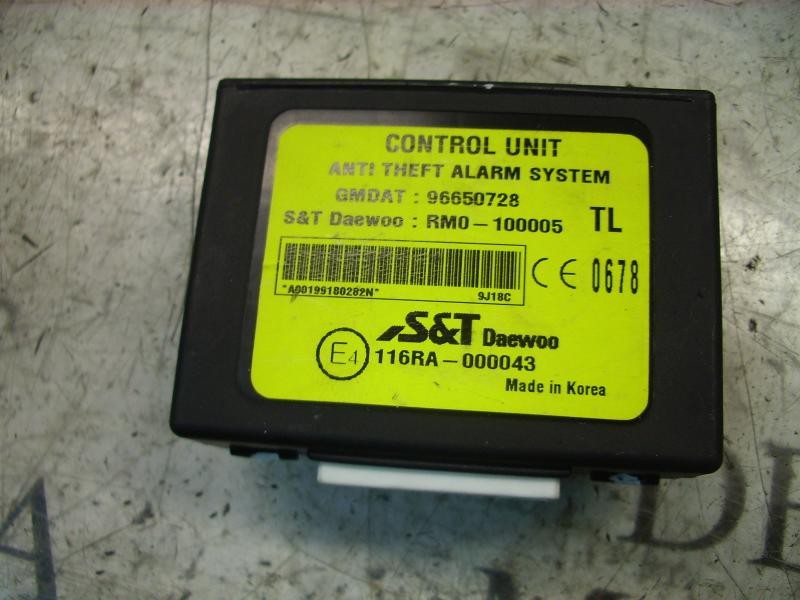 CONTROL UNIT
ANTI THEFT ALARM SYSTEM
GMDAT : 96650728
S&T Daewoo : RM0-100005 TL
"A00199180282N" 9J18C
CE 0678
S&T Daewoo
E4 116RA-000043
Made in Korea